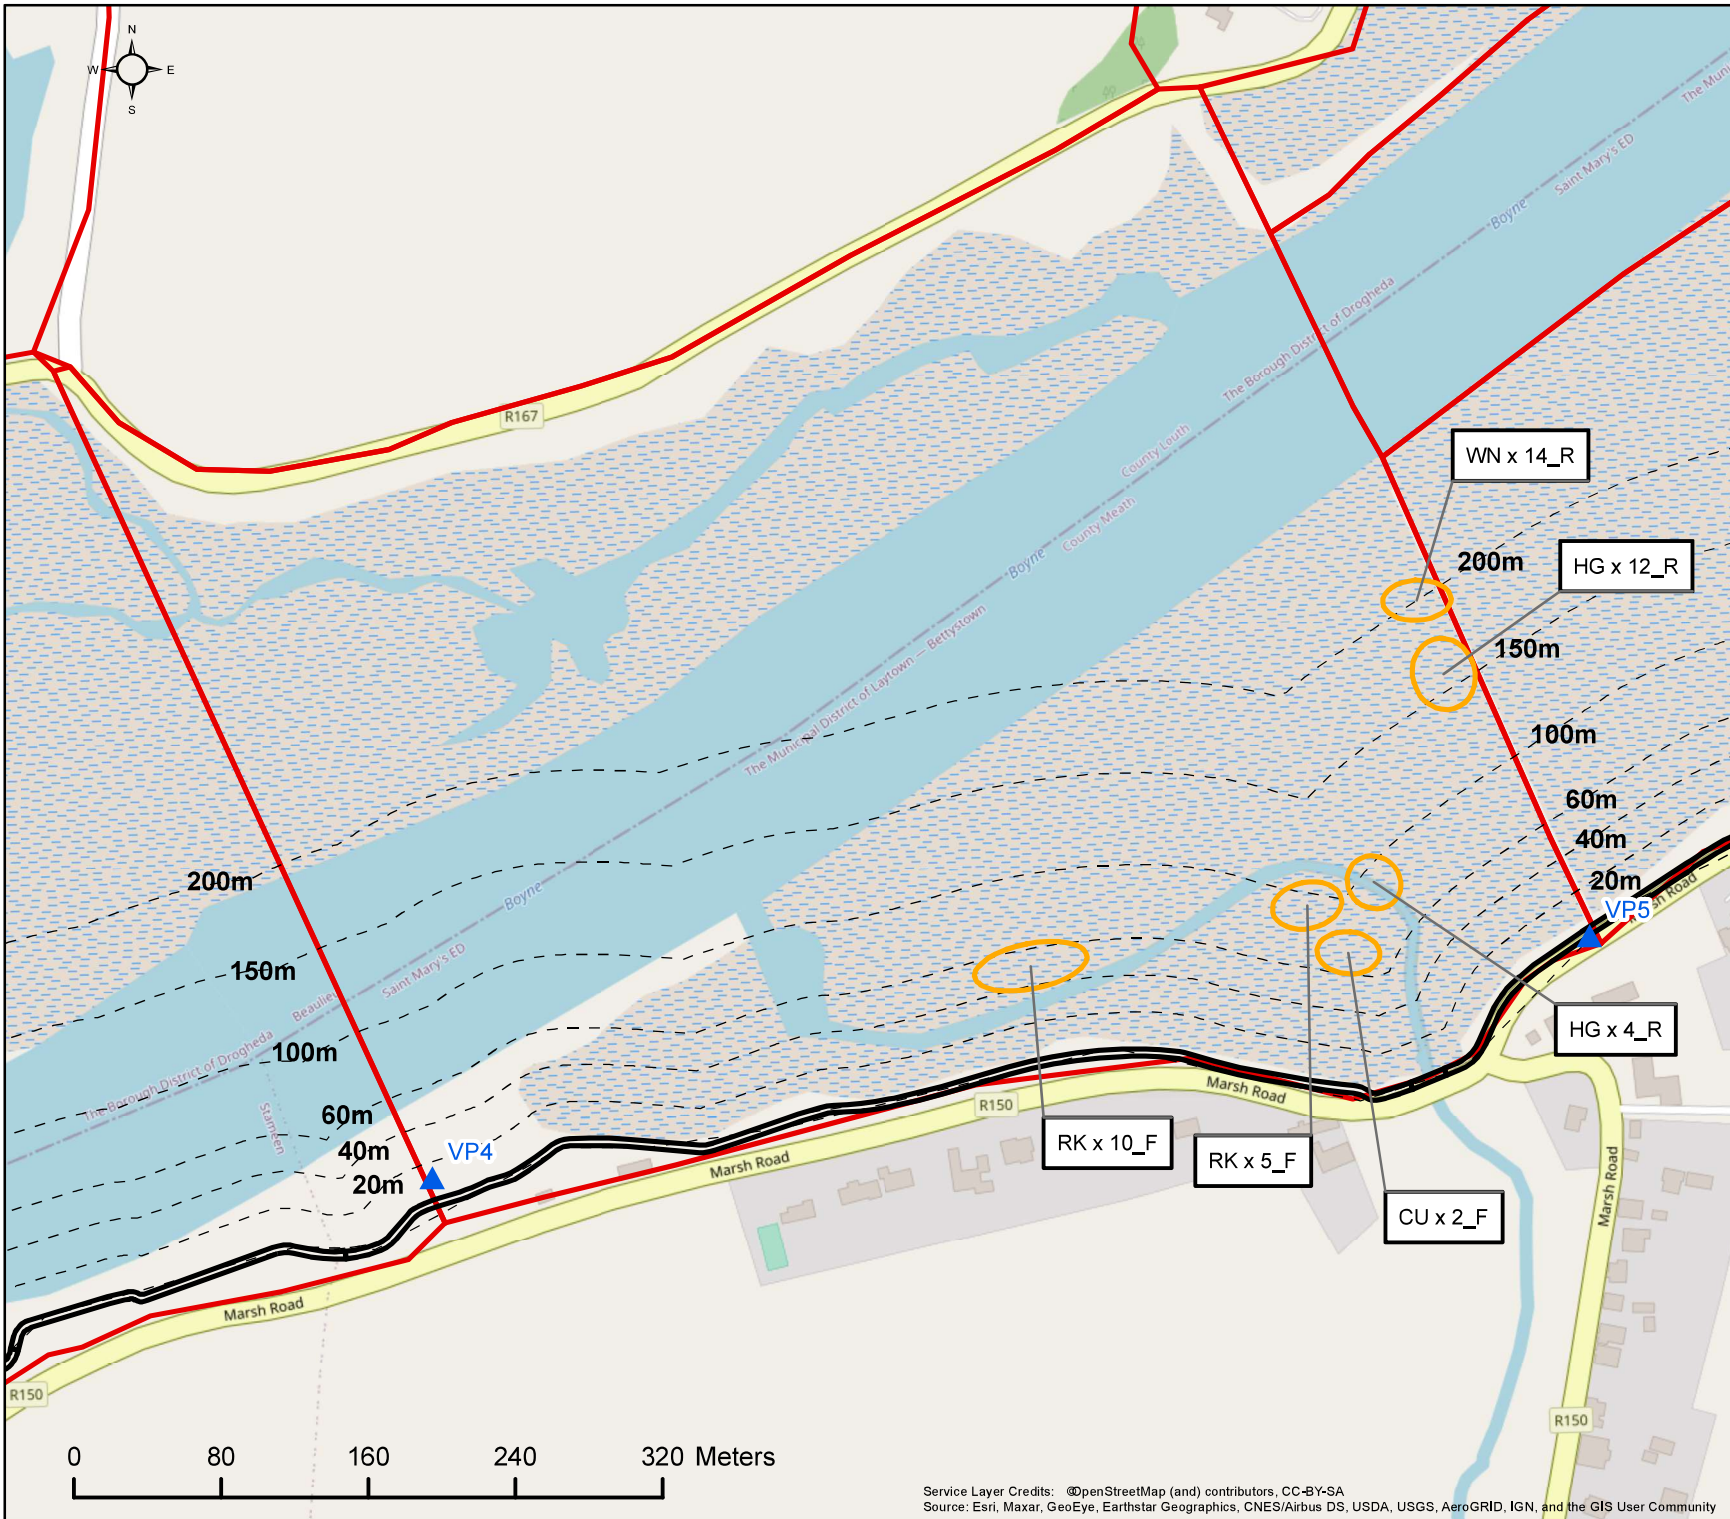 N
W E
S
The Mun
Saint Mary's ED
Boyne
The Borough District of Drogheda
R167
County Louth
County Meath
WN x 14_R
HG x 12_R
200m
150m
100m
60m
40m
20m
VP5
Marsh Road
Boyne
The Municipal District of Laytown — Bettystown
200m
150m
100m
60m
40m
20m
VP4
Boyne
Saint Mary's ED
Beaulieu
The Borough District of Drogheda
Stameen
HG x 4_R
RK x 10_F
RK x 5_F
CU x 2_F
R150
Marsh Road
Marsh Road
Marsh Road
Marsh Road
R150
R150
0 80 160 240 320 Meters
Service Layer Credits: ©OpenStreetMap (and) contributors, CC-BY-SA
Source: Esri, Maxar, GeoEye, Earthstar Geographics, CNES/Airbus DS, USDA, USGS, AeroGRID, IGN, and the GIS User Community